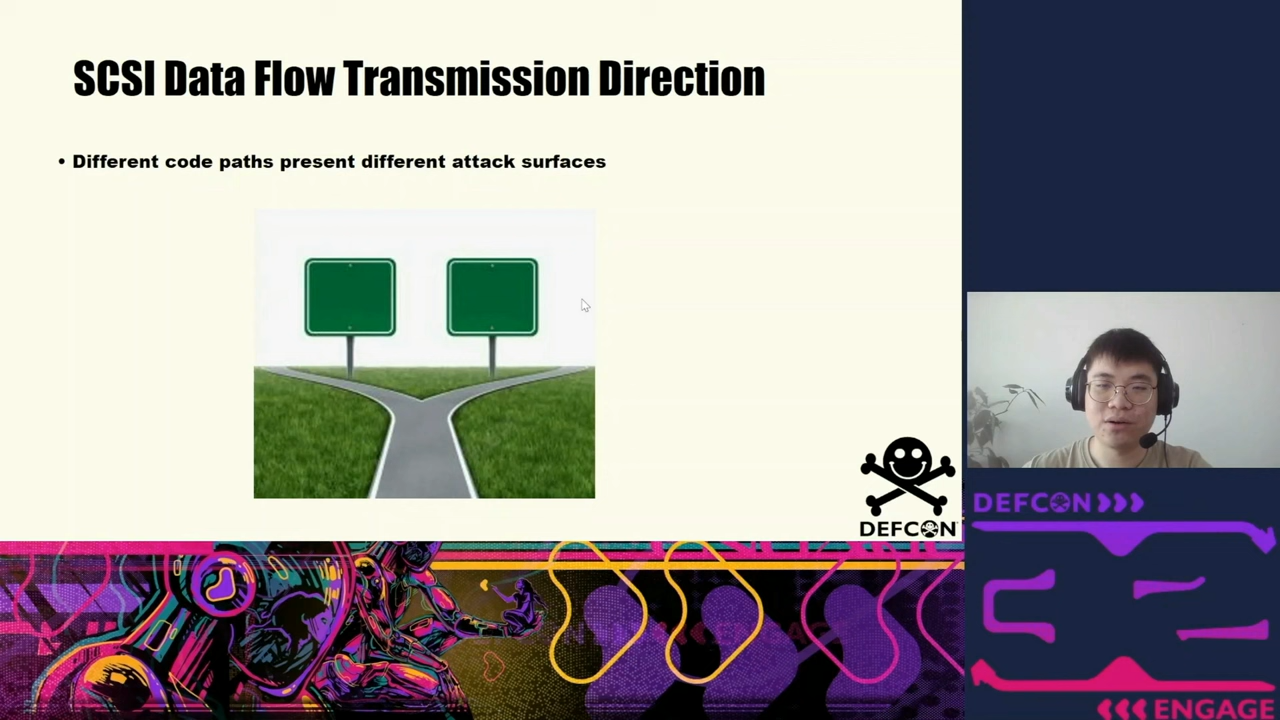 SCSI Data Flow Transmission Direction
• Different code paths present different attack surfaces
DEFCON
DEFCON
ENGAGE